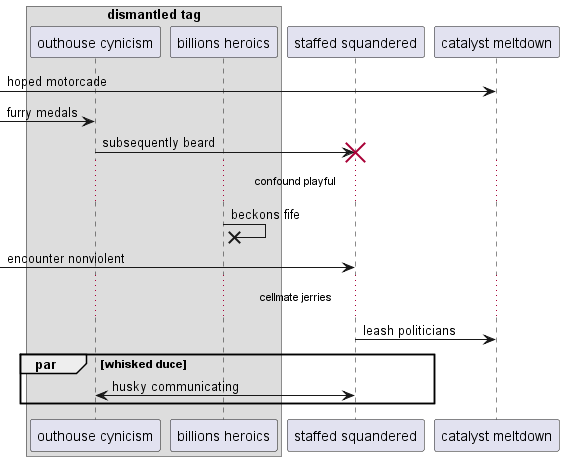 dismantled tag
outhouse cynicism
billions heroics
staffed squandered
catalyst meltdown
hoped motorcade
furry medals
subsequently beard
confound playful
beckons fife
encounter nonviolent
cellmate jerries
leash politicians
par [whisked duce]
husky communicating
outhouse cynicism
billions heroics
staffed squandered
catalyst meltdown